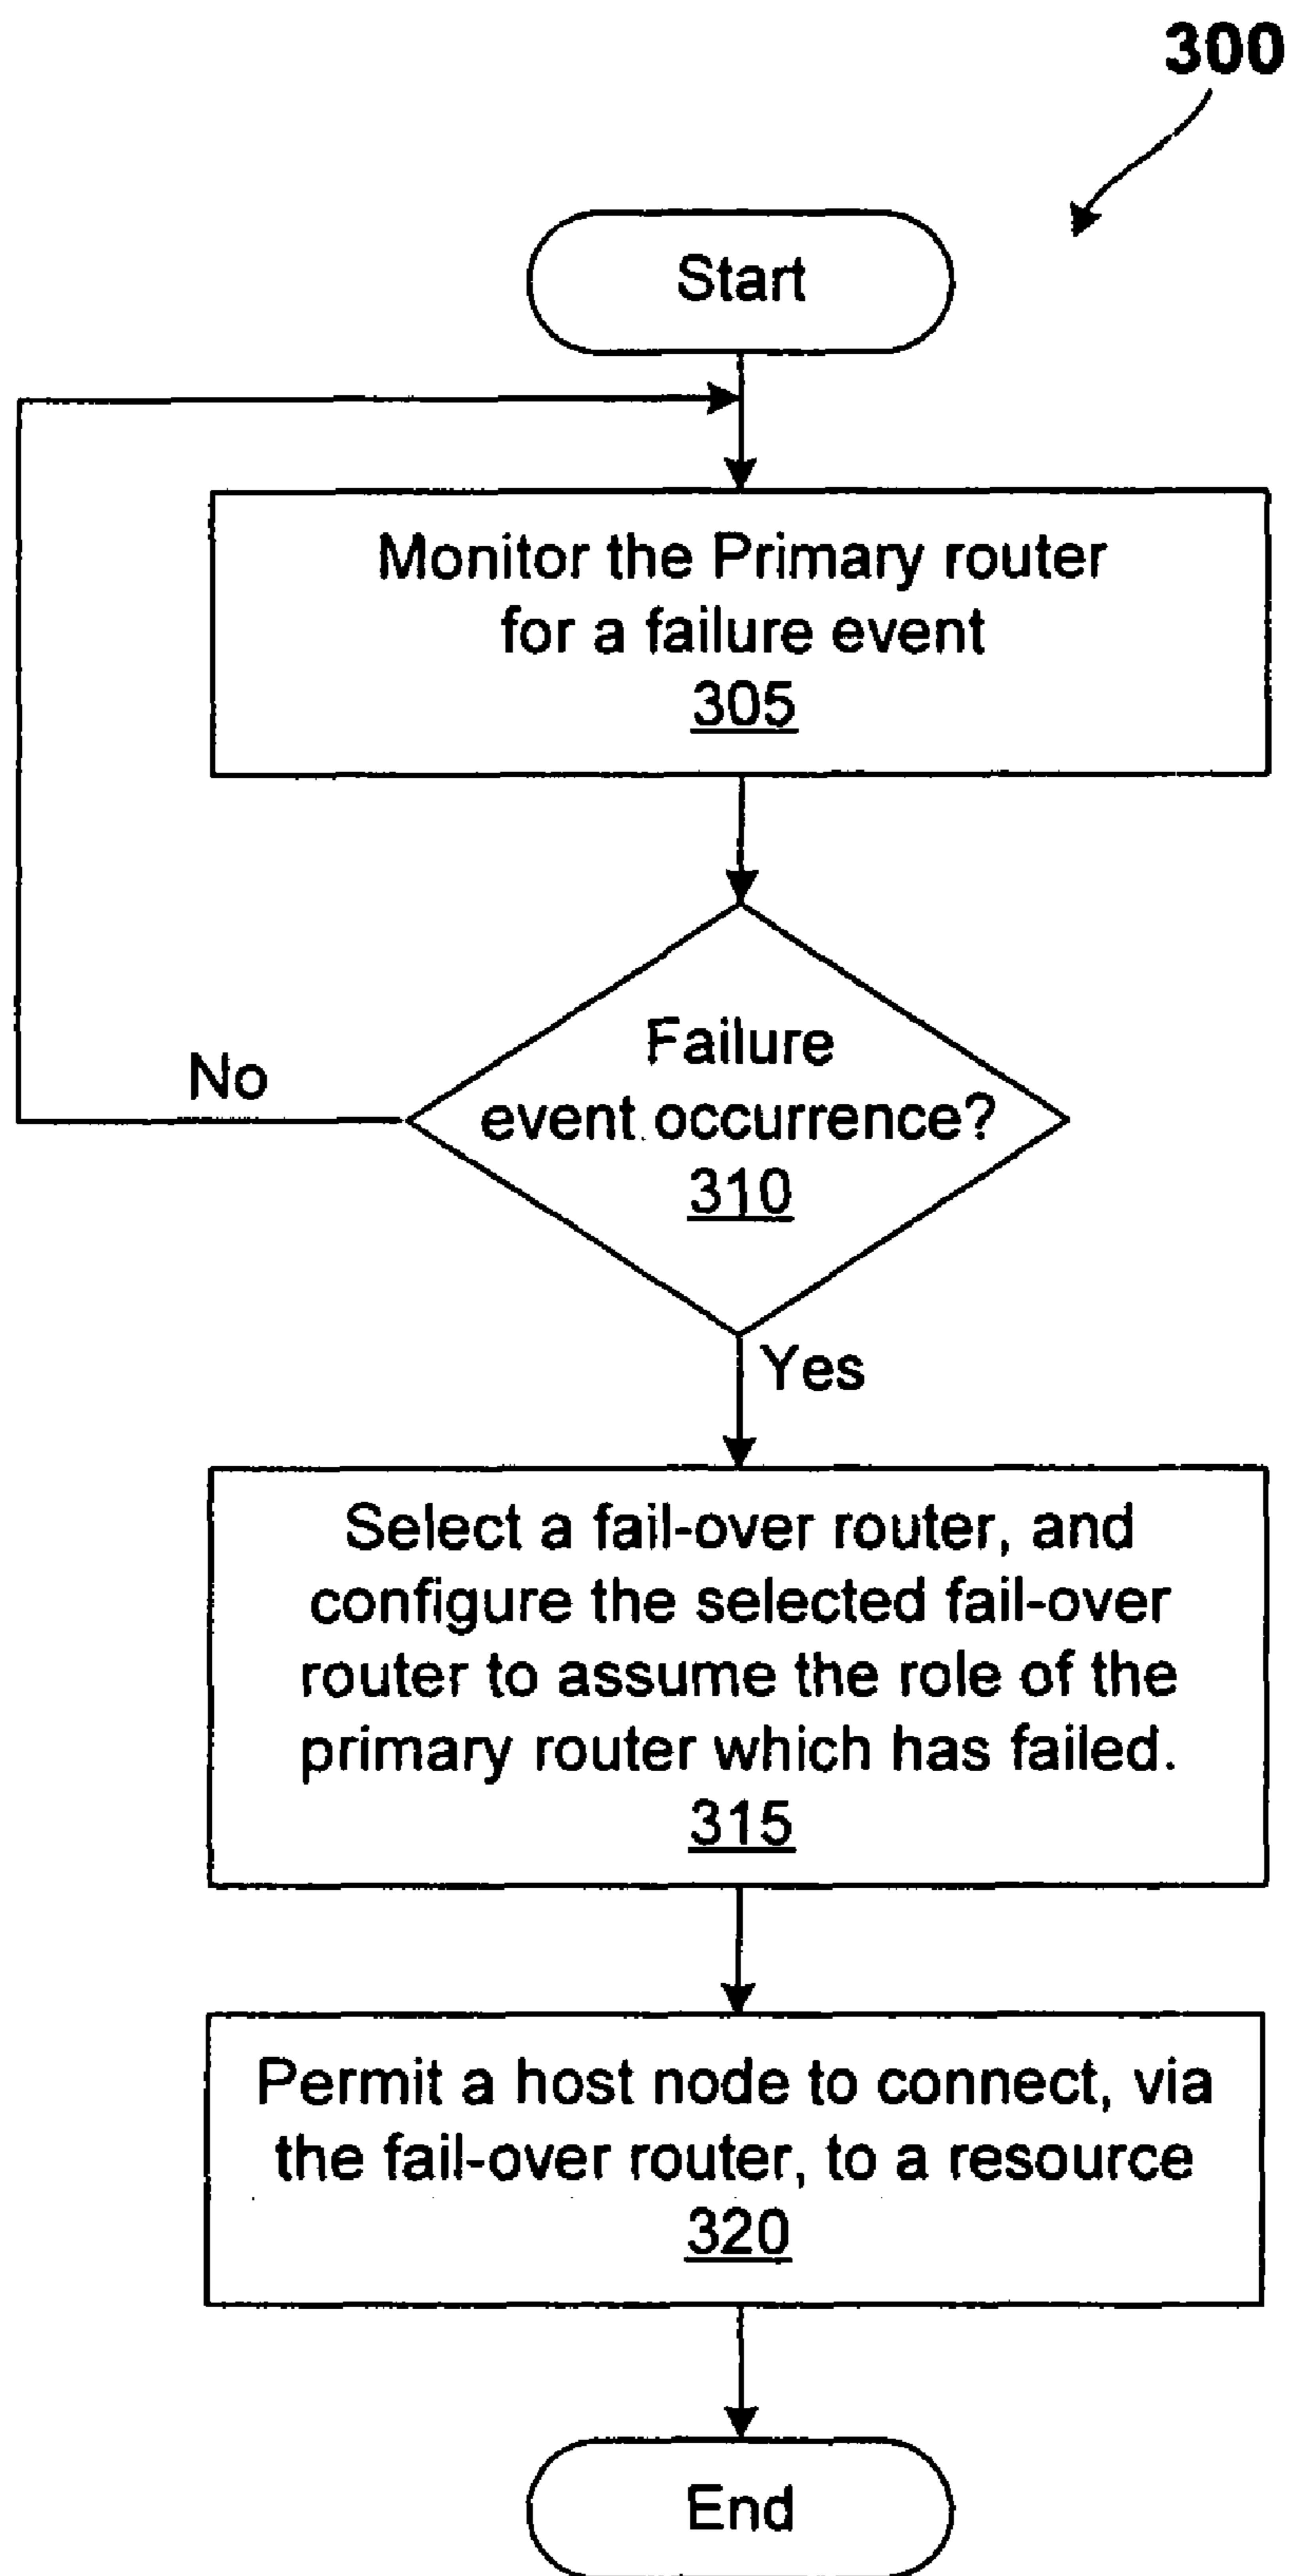 300
Start
Monitor the Primary router
for a failure event
305
Failure
event occurrence?
310
No
Yes
Select a fail-over router, and
configure the selected fail-over
router to assume the role of the
primary router which has failed.
315
Permit a host node to connect, via
the fail-over router, to a resource
320
End